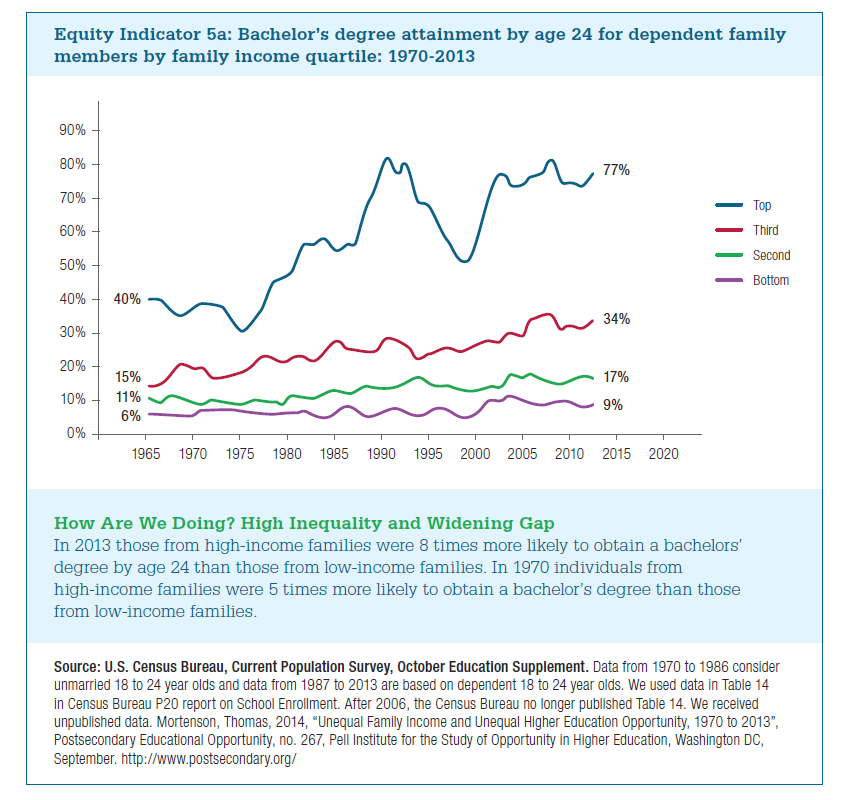 Equity Indicator 5a: Bachelor's degree attainment by age 24 for dependent family
members by family income quartile: 1970-2013
90%
80%
77%
70%
Top
Third
60%
Second
50%
Bottom
40%
40%
34%
30%
20%
15%
17%
11%
10%
9%
6%
0%
1965 1970 1975 1980 1985 1990 1995 2000 2005 2010 2015 2020
How Are We Doing? High Inequality and Widening Gap
In 2013 those from high-income families were 8 times more likely to obtain a bachelors'
degree by age 24 than those from low-income families. In 1970 individuals from
high-income families were 5 times more likely to obtain a bachelor's degree than those
from low-income families.
Source: U.S. Census Bureau, Current Population Survey, October Education Supplement. Data from 1970 to 1986 consider
unmarried 18 to 24 year olds and data from 1987 to 2013 are based on dependent 18 to 24 year olds. We used data in Table 14
in Census Bureau P20 report on School Enrollment. After 2006, the Census Bureau no longer published Table 14. We received
unpublished data. Mortenson, Thomas, 2014, "Unequal Family Income and Unequal Higher Education Opportunity, 1970 to 2013",
Postsecondary Educational Opportunity, no. 267, Pell Institute for the Study of Opportunity in Higher Education, Washington DC,
September. http://www.postsecondary.org/